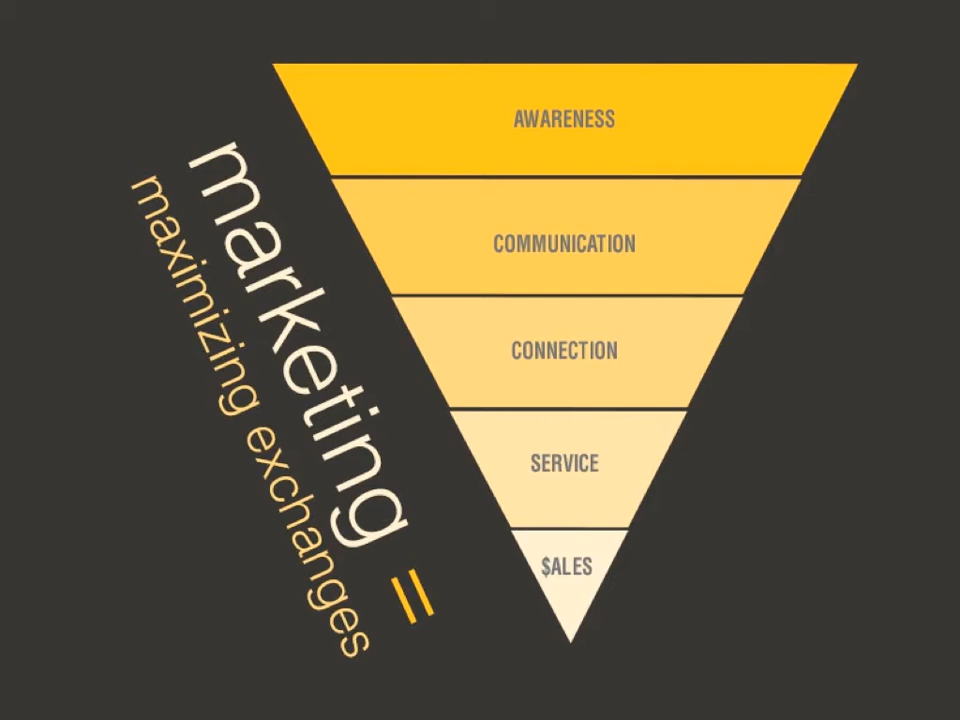 marketing =
maximizing exchanges
AWARENESS
COMMUNICATION
CONNECTION
SERVICE
$ALES